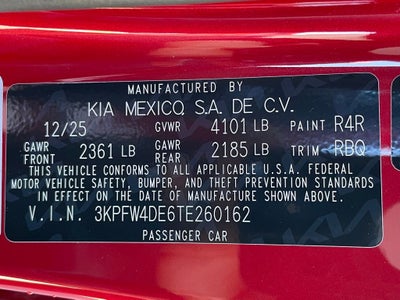 MANUFACTURED BY
KIA MEXICO, S.A. DE C.V.
12/25 GVWR 4101 LB PAINT R4R
GAWR FRONT 2361 LB GAWR REAR 2185 LB TRIM RBQ
THIS VEHICLE CONFORMS TO ALL APPLICABLE U.S.A. FEDERAL
MOTOR VEHICLE SAFETY, BUMPER, AND THEFT PREVENTION STANDARDS
IN EFFECT ON THE DATE OF MANUFACTURE SHOWN ABOVE.
V.I.N. 3KPFW4DE6TE260162
PASSENGER CAR